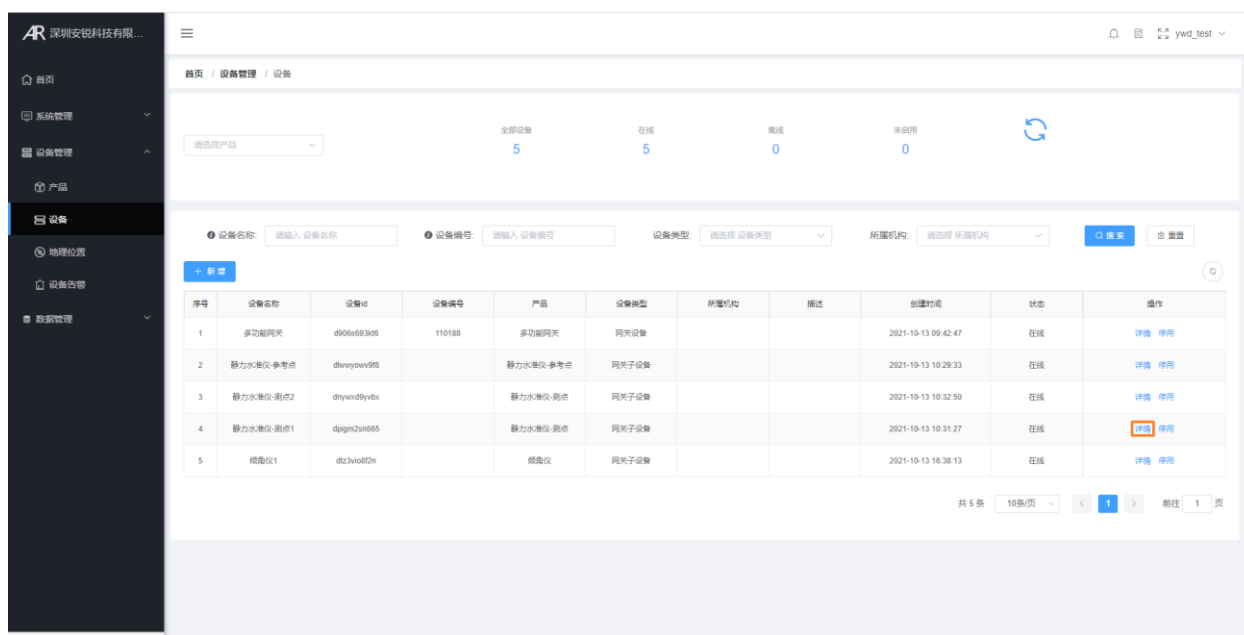 AR 深圳安锐科技有限...
ywd_test
首页
系统管理
设备管理
产品
设备
地理位置
设备告警
数据管理
首页 / 设备管理 / 设备
请选择产品
全部设备 在线 离线 未启用
5 5 0 0
设备名称: 请输入 设备名称 设备编号: 请输入 设备编号 设备类型: 请选择 设备类型 所属机构: 请选择 所属机构 搜索 重置
+ 新增
序号 设备名称 设备id 设备编号 产品 设备类型 所属机构 描述 创建时间 状态 操作
1 多功能网关 d906s693kt6 110188 多功能网关 网关设备 2021-10-13 09:42:47 在线 详情 停用
2 静力水准仪-参考点 静力水准仪-参考点 网关子设备 2021-10-13 10:29:33 在线 详情 停用
3 静力水准仪-测点2 dnywxd9yvbx 静力水准仪-测点 网关子设备 2021-10-13 10:32:50 在线 详情 停用
4 静力水准仪-测点1 dpigm2sn665 静力水准仪-测点 网关子设备 2021-10-13 10:31:27 在线 详情 停用
5 倾角仪1 dtz3vio8f2n 倾角仪 网关子设备 2021-10-13 16:38:13 在线 详情 停用
共 5 条 10条/页 < 1 > 前往 1 页